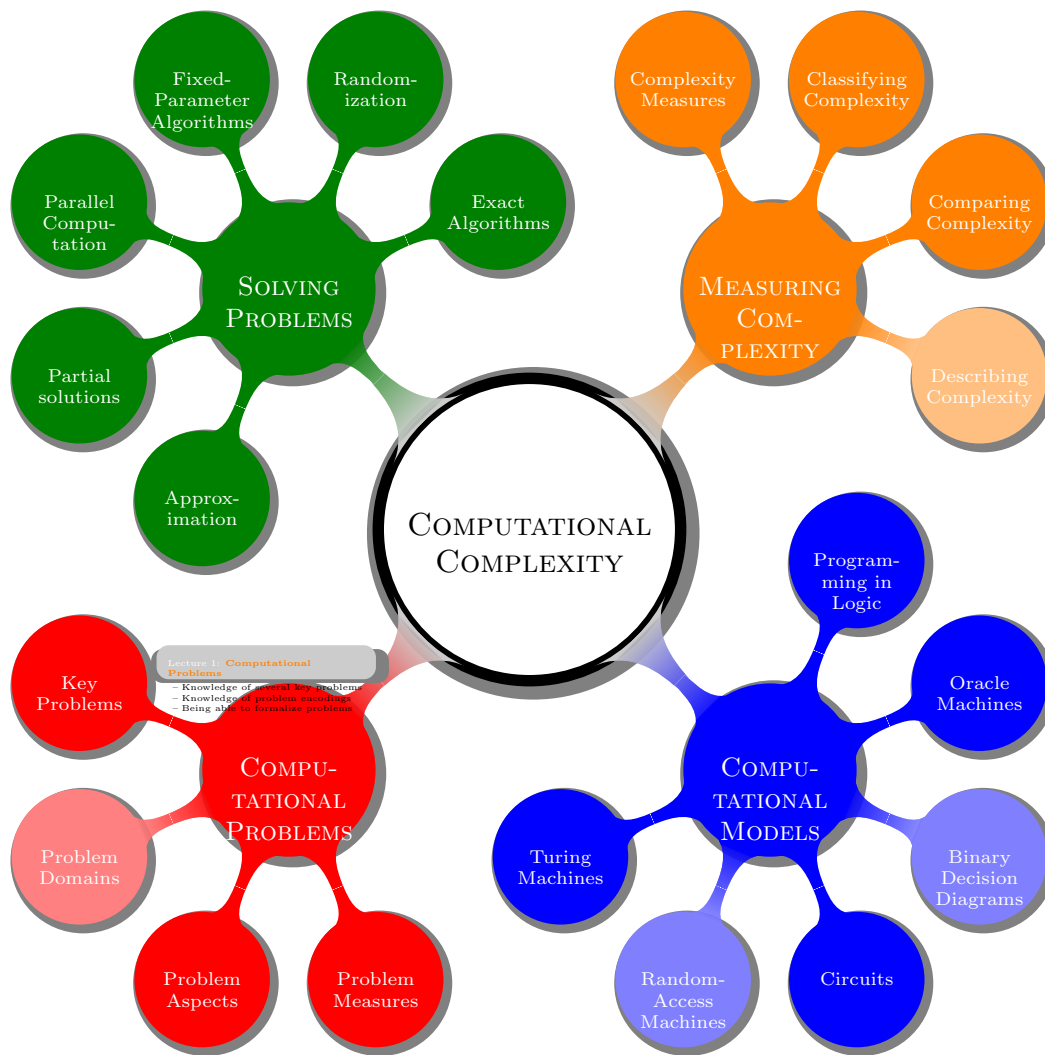 Fixed-
Parameter
Algorithms
Random-
ization
Complexity
Measures
Classifying
Complexity
Parallel
Compu-
tation
Exact
Algorithms
Comparing
Complexity
SOLVING
PROBLEMS
MEASURING
COM-
PLEXITY
Partial
solutions
Describing
Complexity
Approx-
imation
COMPUTATIONAL
COMPLEXITY
Programming in
Logic
Key
Problems
Lecture 1: Computational
Problems
– Knowledge of several key problems
– Knowledge of problem encodings
– Being able to formalize problems
Oracle
Machines
COMPU-
TATIONAL
PROBLEMS
COMPU-
TATIONAL
MODELS
Problem
Domains
Turing
Machines
Binary
Decision
Diagrams
Problem
Aspects
Problem
Measures
Random-
Access
Machines
Circuits